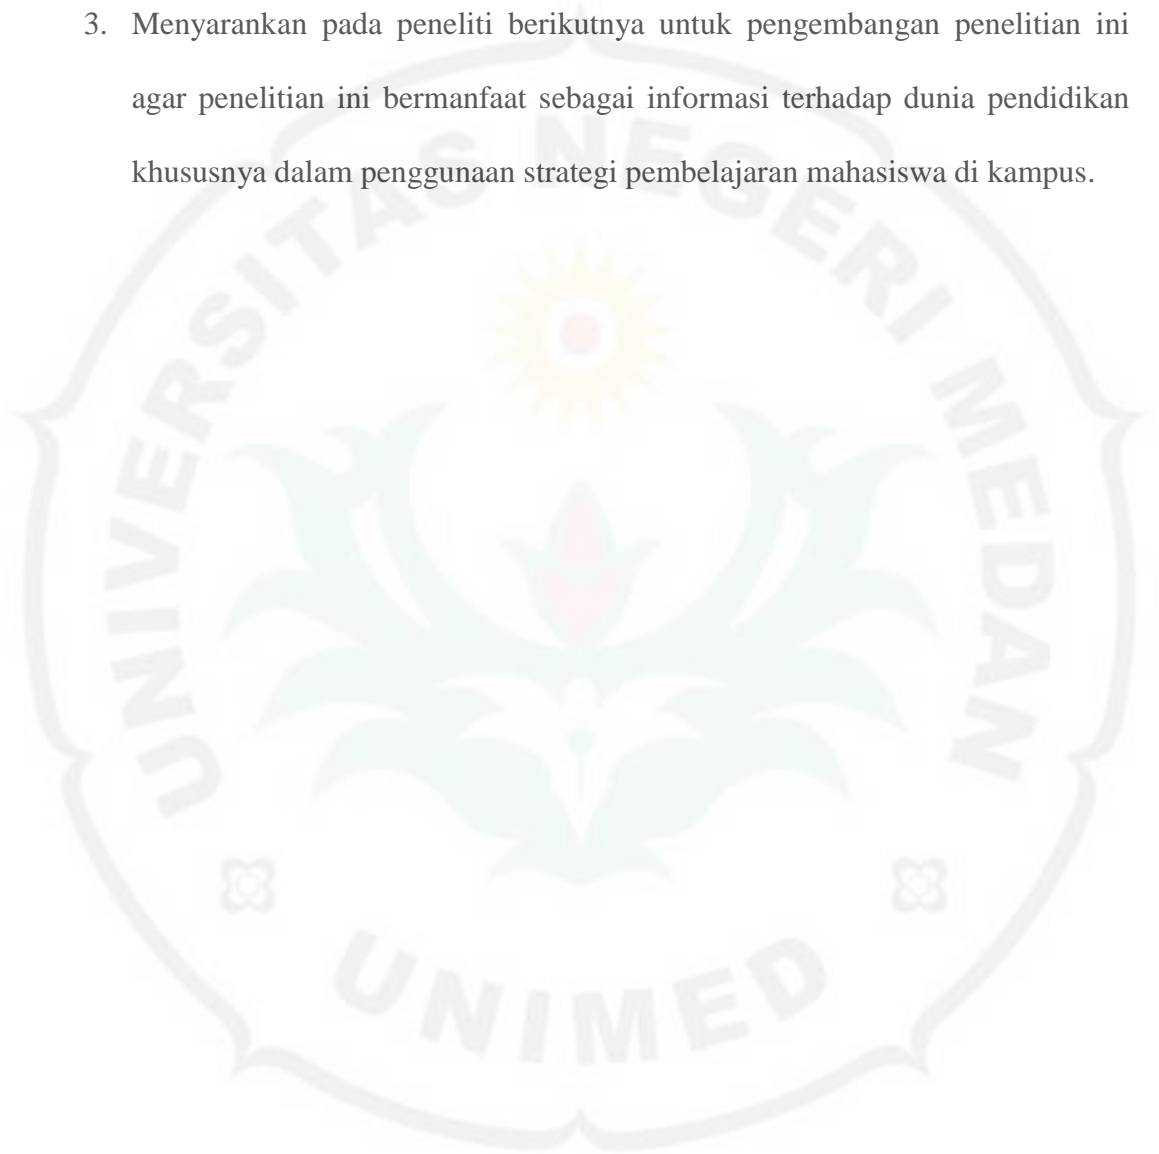 3. Menyarankan pada peneliti berikutnya untuk pengembangan penelitian ini
agar penelitian ini bermanfaat sebagai informasi terhadap dunia pendidikan
khususnya dalam penggunaan strategi pembelajaran mahasiswa di kampus.
UNIVERSITAS NEGERI MEDAN
UNIMED